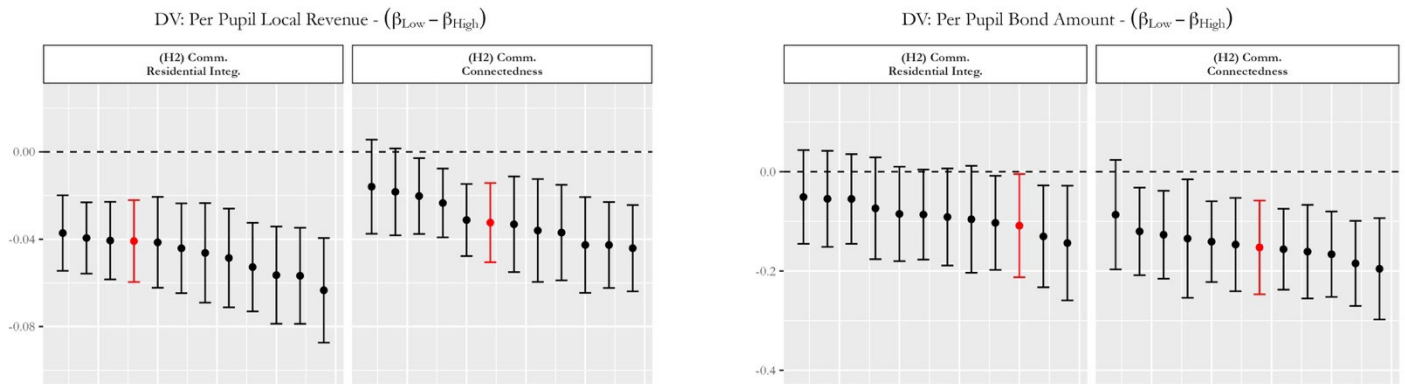 DV: Per Pupil Local Revenue - (βLow – βHigh)
(H2) Comm.
Residential Integ.
(H2) Comm.
Connectedness
0.00
-0.04
-0.08
DV: Per Pupil Bond Amount - (βLow – βHigh)
(H2) Comm.
Residential Integ.
(H2) Comm.
Connectedness
0.0
-0.2
-0.4